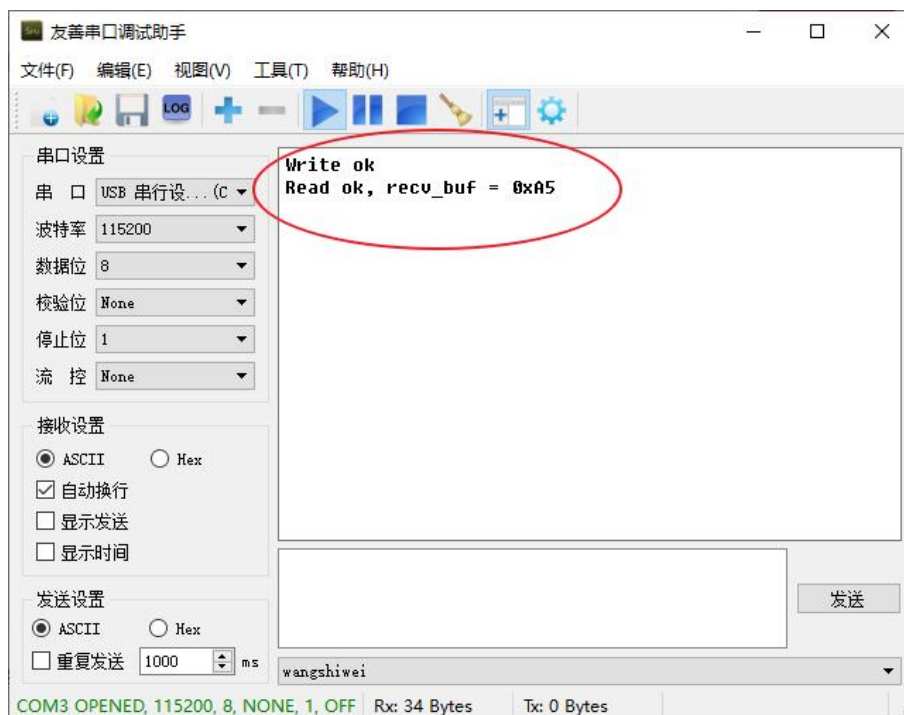 友善串口调试助手
文件(F) 编辑(E) 视图(V) 工具(T) 帮助(H)
LOG
串口设置
串 口 USB 串行设...(C
波特率 115200
数据位 8
校验位 None
停止位 1
流 控 None
接收设置
ASCII Hex
自动换行
显示发送
显示时间
发送设置
ASCII Hex
重复发送 1000 ms
Write ok
Read ok, recv_buf = 0xA5
发送
wangshiwei
COM3 OPENED, 115200, 8, NONE, 1, OFF Rx: 34 Bytes Tx: 0 Bytes